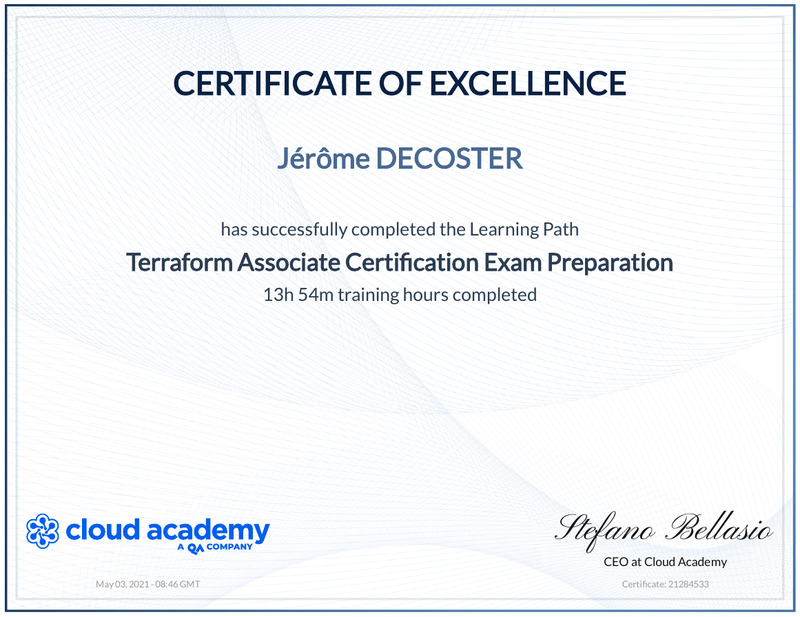 CERTIFICATE OF EXCELLENCE
Jérôme DECOSTER
has successfully completed the Learning Path
Terraform Associate Certification Exam Preparation
13h 54m training hours completed
cloud academy
A QA COMPANY
Stefano Bellasio
CEO at Cloud Academy
May 03, 2021 - 08:46 GMT
Certificate: 21284533